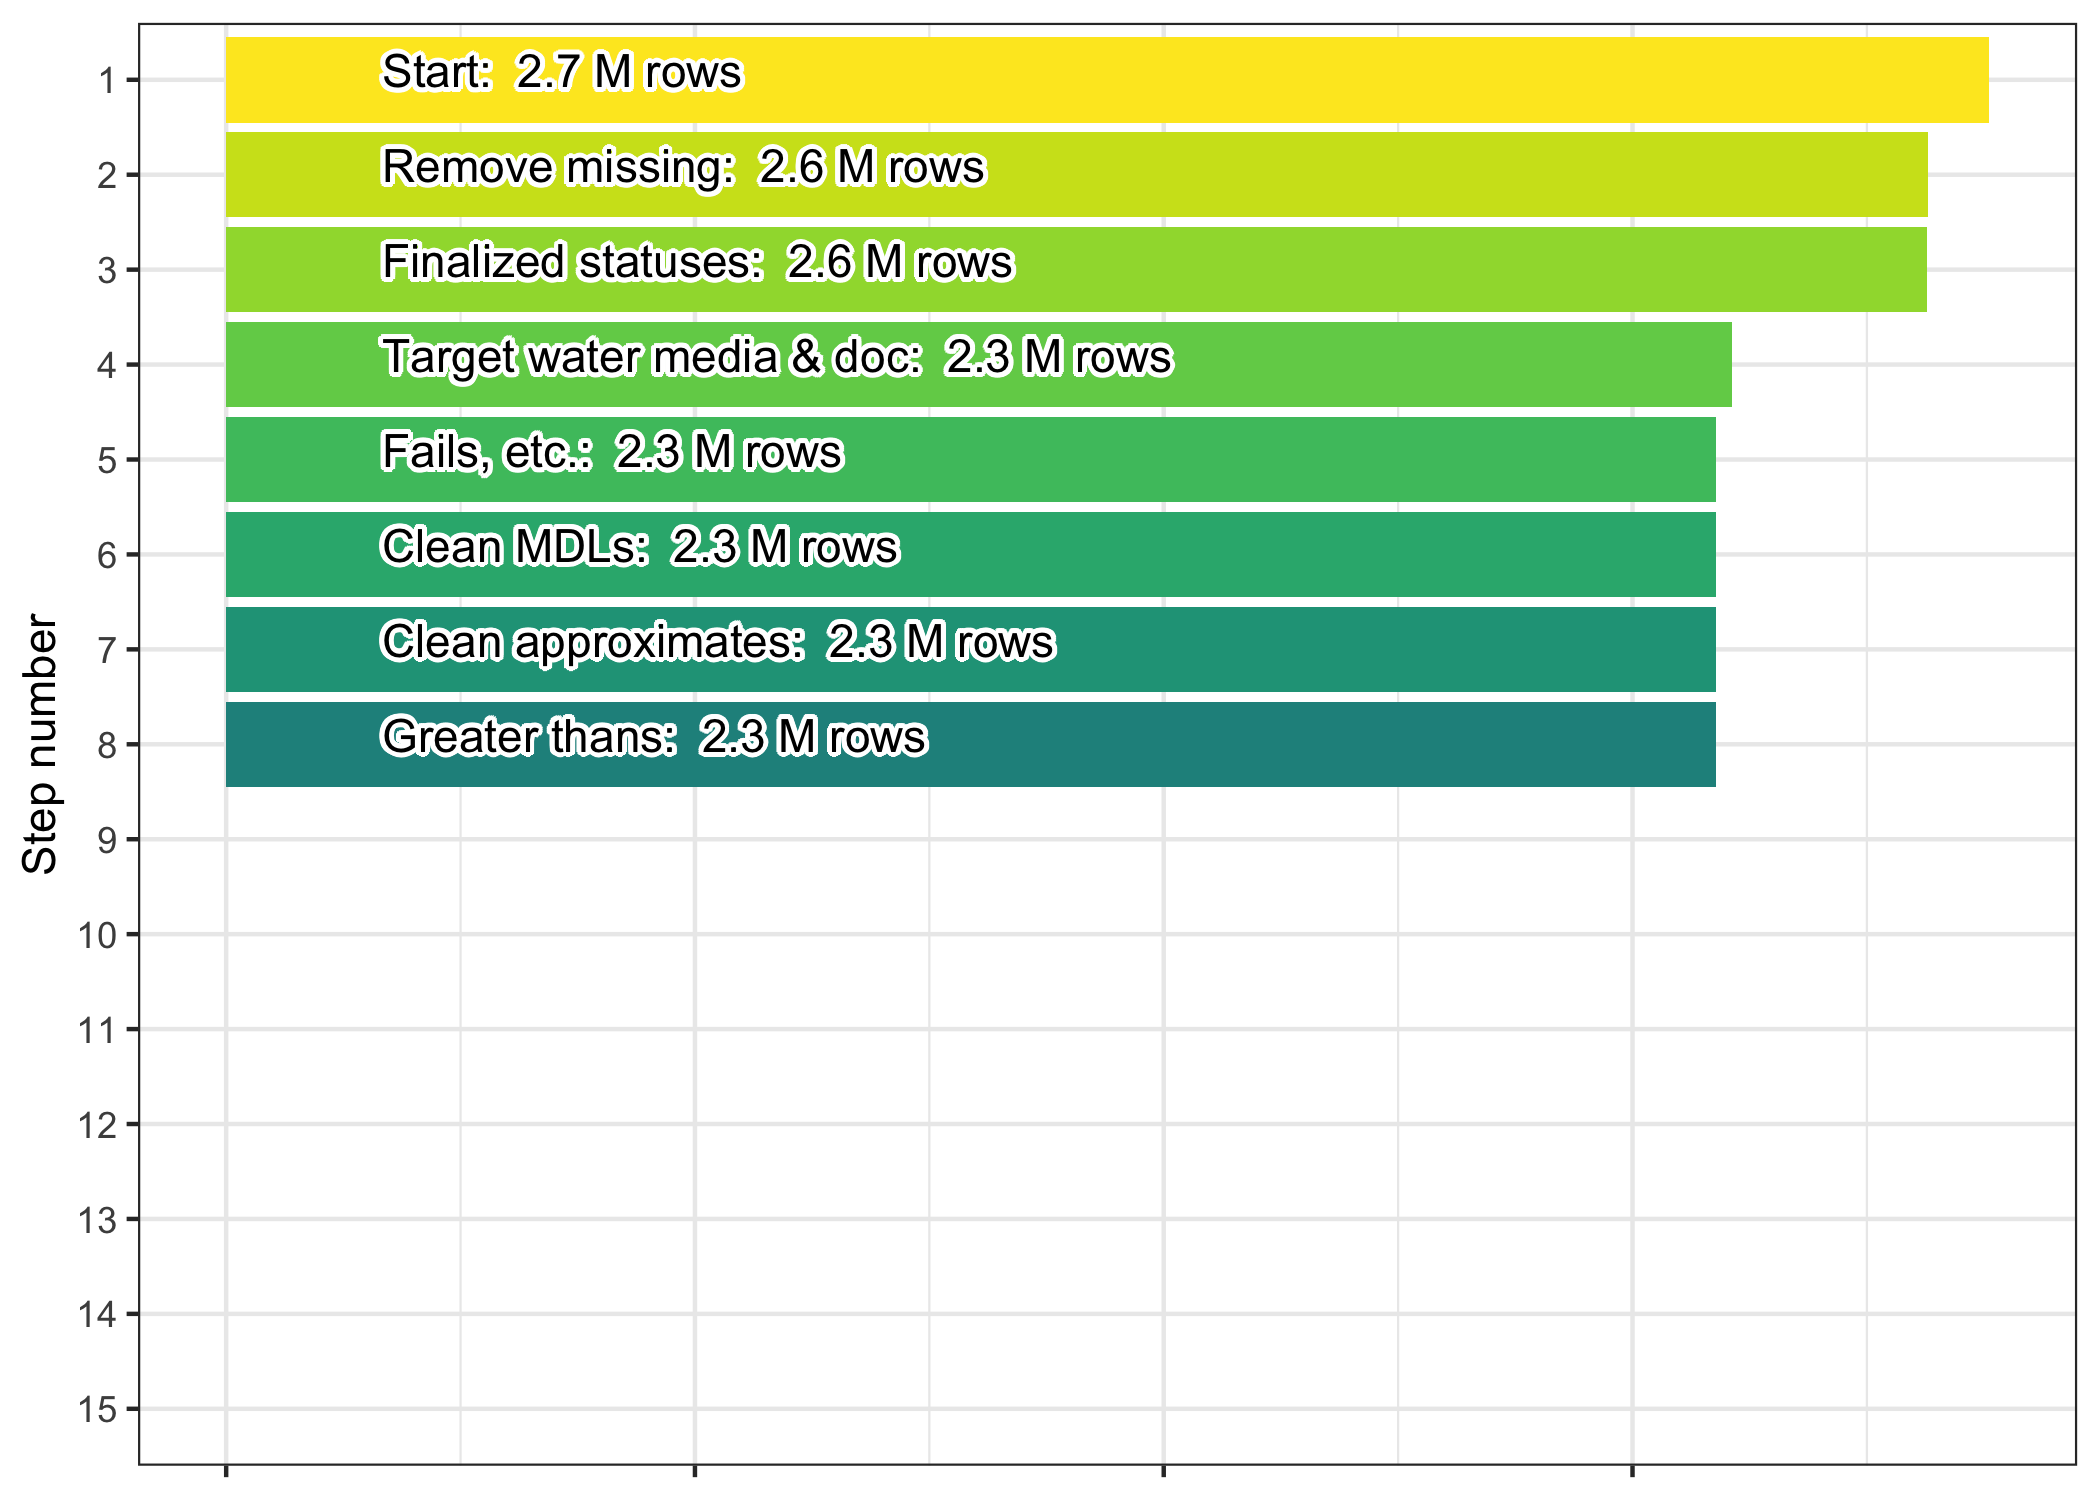 Step number
1
Start:  2.7 M rows
2
Remove missing:  2.6 M rows
3
Finalized statuses:  2.6 M rows
4
Target water media & doc:  2.3 M rows
5
Fails, etc.:  2.3 M rows
6
Clean MDLs:  2.3 M rows
7
Clean approximates:  2.3 M rows
8
Greater thans:  2.3 M rows
9
10
11
12
13
14
15